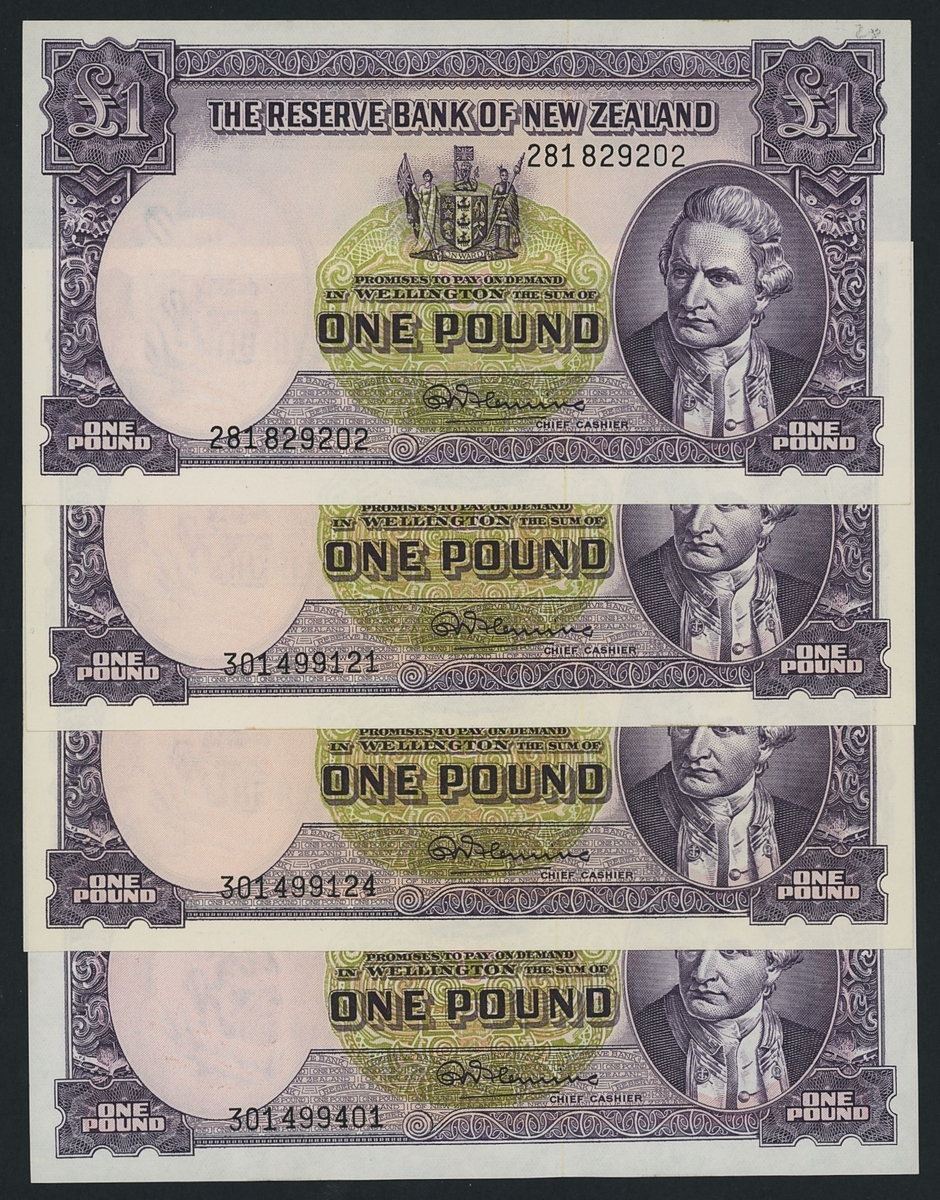 £1 THE RESERVE BANK OF NEW ZEALAND £1
281829202
ONWARD
PROMISES TO PAY ON DEMAND
IN WELLINGTON THE SUM OF
ONE POUND
CHIEF CASHIER
ONE POUND
281829202
ONE POUND
PROMISES TO PAY ON DEMAND
IN WELLINGTON THE SUM OF
ONE POUND
CHIEF CASHIER
ONE POUND
301499121
ONE POUND
PROMISES TO PAY ON DEMAND
IN WELLINGTON THE SUM OF
ONE POUND
CHIEF CASHIER
ONE POUND
301499124
ONE POUND
PROMISES TO PAY ON DEMAND
IN WELLINGTON THE SUM OF
ONE POUND
CHIEF CASHIER
ONE POUND
301499401
ONE POUND